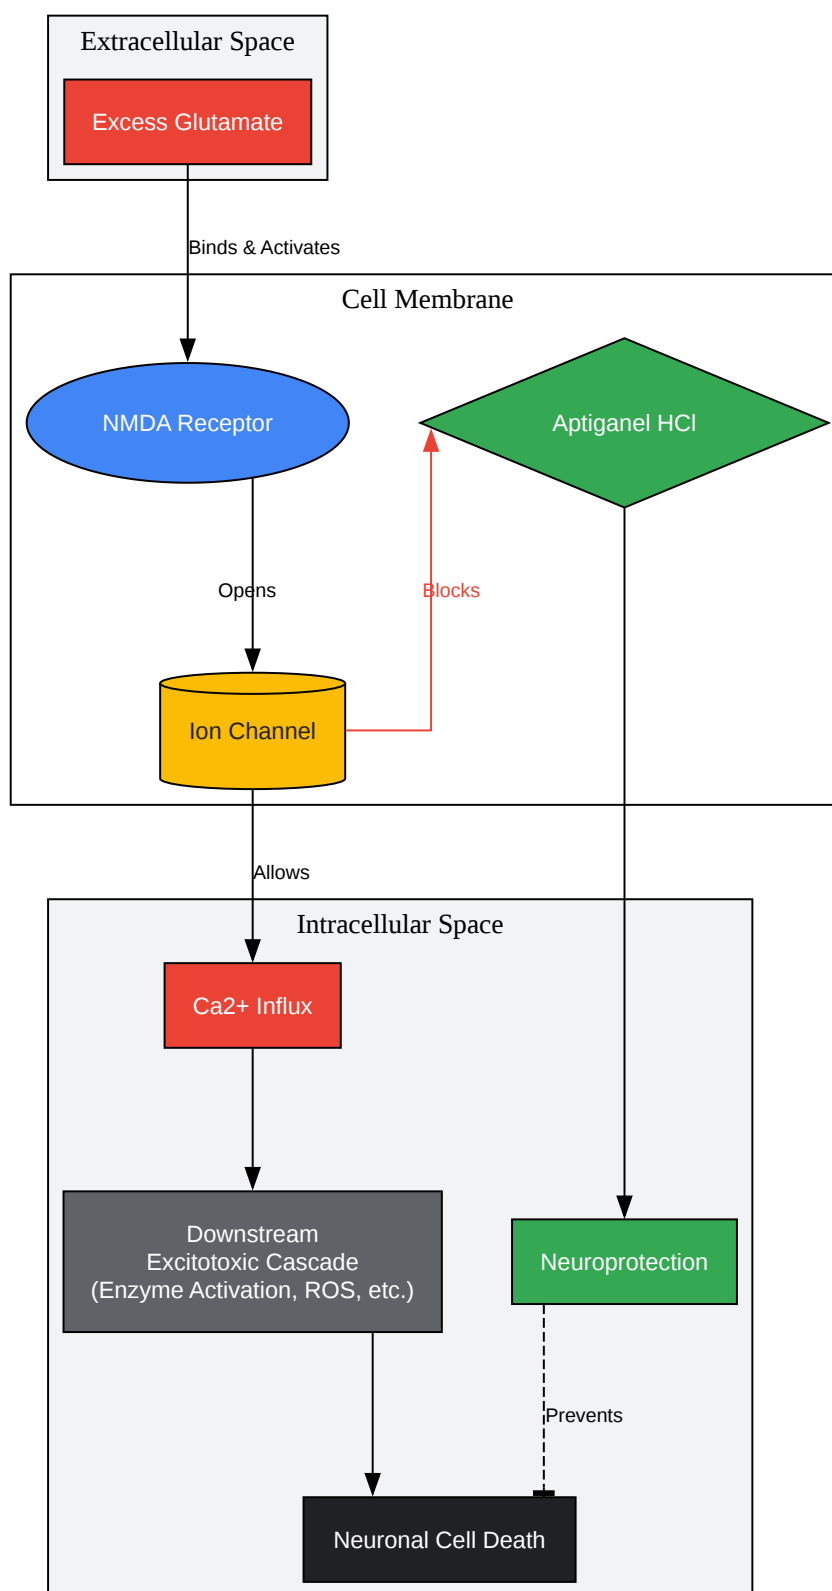 Extracellular Space
Excess Glutamate
Binds & Activates
Cell Membrane
NMDA Receptor
Aptiganel HCl
Opens
Blocks
Ion Channel
Allows
Intracellular Space
Ca2+ Influx
Downstream
Excitotoxic Cascade
(Enzyme Activation, ROS, etc.)
Neuroprotection
Prevents
Neuronal Cell Death